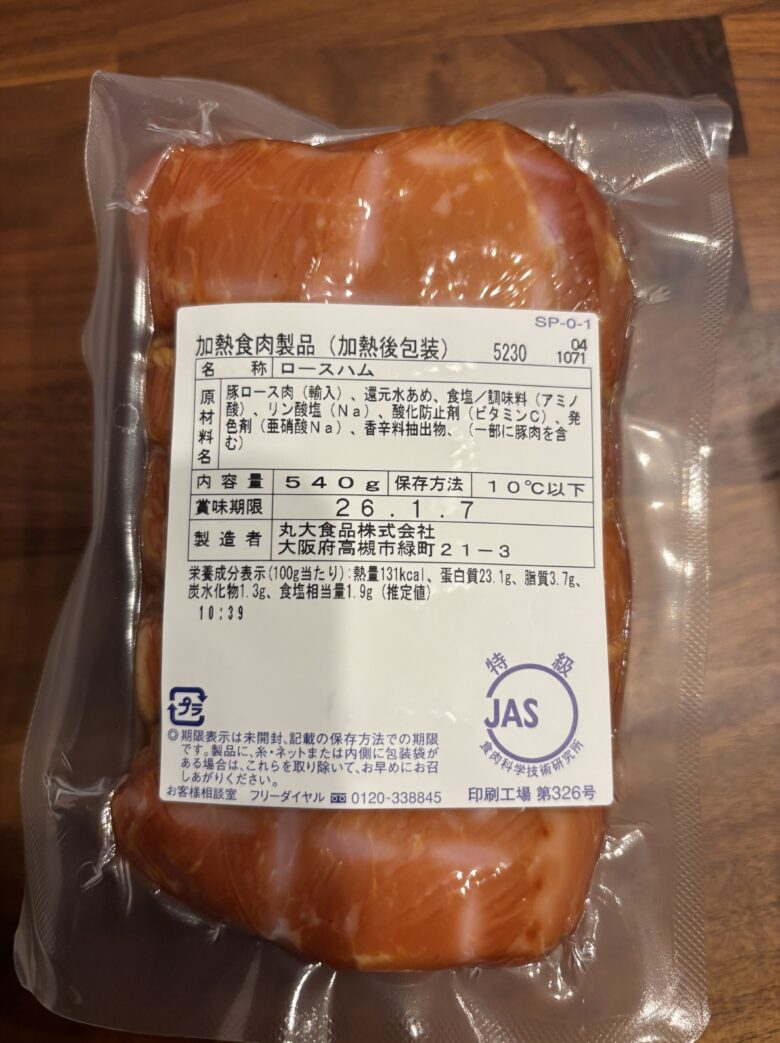 SP-0-1
加熱食肉製品（加熱後包装） 5230 04
1071
名称 ロースハム
原材料名 豚ロース肉（輸入）、還元水あめ、食塩／調味料（アミノ
酸）、リン酸塩（Na）、酸化防止剤（ビタミンC）、発
色剤（亜硝酸Na）、香辛料抽出物、（一部に豚肉を含
む）
内容量 540g 保存方法 10℃以下
賞味期限 26.1.7
製造者 丸大食品株式会社
大阪府高槻市緑町21－3
栄養成分表示(100g当たり):熱量131kcal、蛋白質23.1g、脂質3.7g、
炭水化物1.3g、食塩相当量1.9g(推定値)
10:39
特級
JAS
食肉科学技術研究所
プラ
◎期限表示は未開封、記載の保存方法での期限
です。製品に、糸・ネットまたは内側に包装袋が
ある場合は、これらを取り除いて、お早めにお召
しあがりください。
お客様相談室 フリーダイヤル 0120-338845 印刷工場 第326号